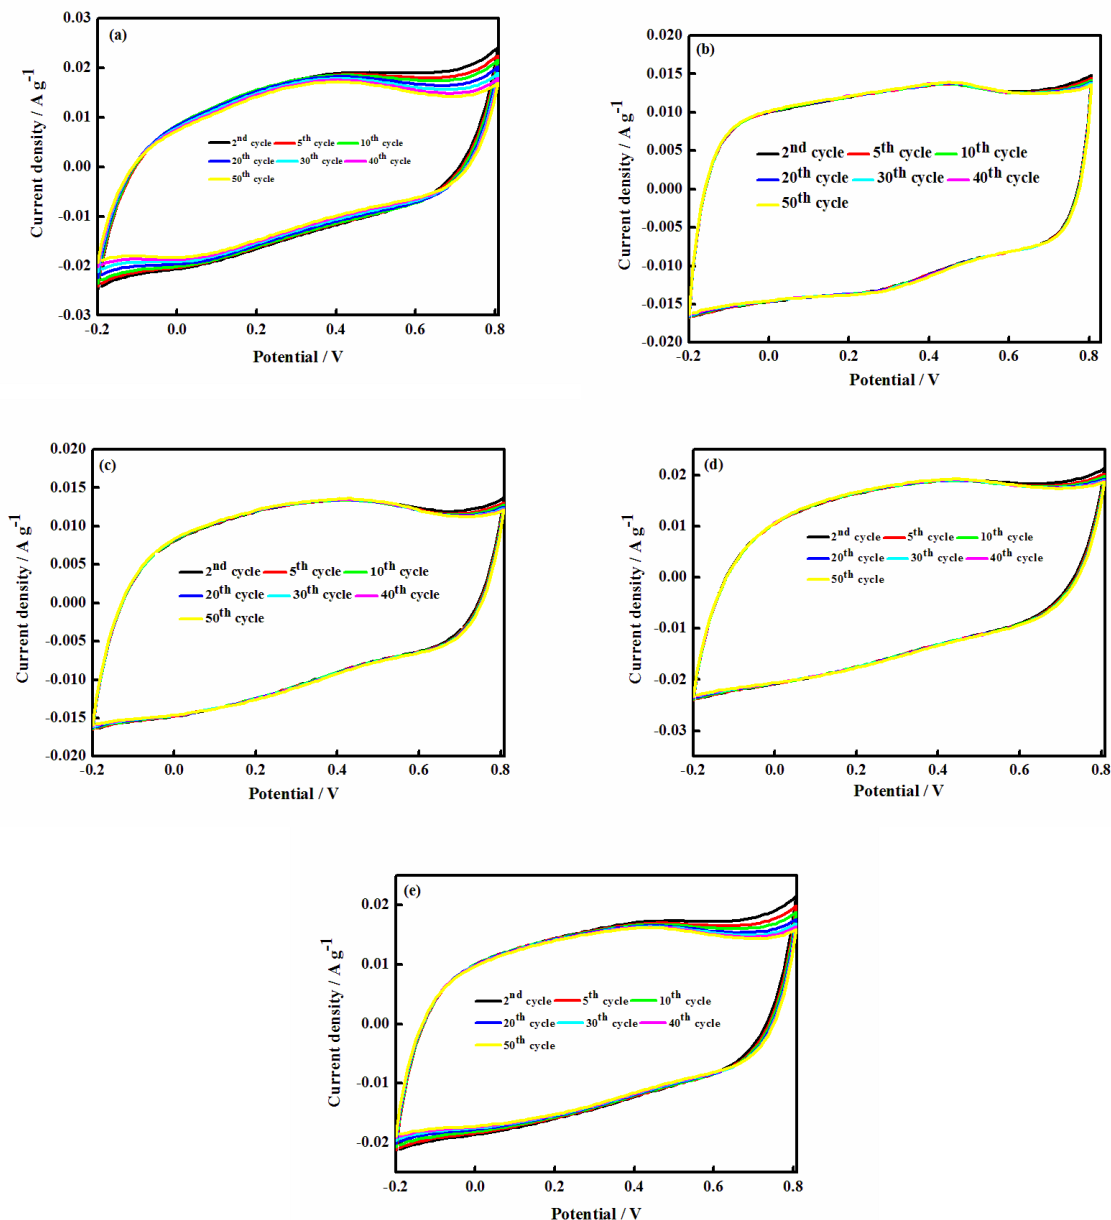 (a)
0.03
0.02
0.01
0.00
-0.01
-0.02
-0.03
Current density / A g⁻¹
2nd cycle 5th cycle 10th cycle
20th cycle 30th cycle 40th cycle
50th cycle
-0.2 0.0 0.2 0.4 0.6 0.8
Potential / V
(b)
0.020
0.015
0.010
0.005
0.000
-0.005
-0.010
-0.015
-0.020
Current density / A g⁻¹
2nd cycle 5th cycle 10th cycle
20th cycle 30th cycle 40th cycle
50th cycle
-0.2 0.0 0.2 0.4 0.6 0.8
Potential / V
(c)
0.020
0.015
0.010
0.005
0.000
-0.005
-0.010
-0.015
-0.020
Current density / A g⁻¹
2nd cycle 5th cycle 10th cycle
20th cycle 30th cycle 40th cycle
50th cycle
-0.2 0.0 0.2 0.4 0.6 0.8
Potential / V
(d)
0.02
0.01
0.00
-0.01
-0.02
-0.03
Current density / A g⁻¹
2nd cycle 5th cycle 10th cycle
20th cycle 30th cycle 40th cycle
50th cycle
-0.2 0.0 0.2 0.4 0.6 0.8
Potential / V
(e)
0.02
0.01
0.00
-0.01
-0.02
Current density / A g⁻¹
2nd cycle 5th cycle 10th cycle
20th cycle 30th cycle 40th cycle
50th cycle
-0.2 0.0 0.2 0.4 0.6 0.8
Potential / V